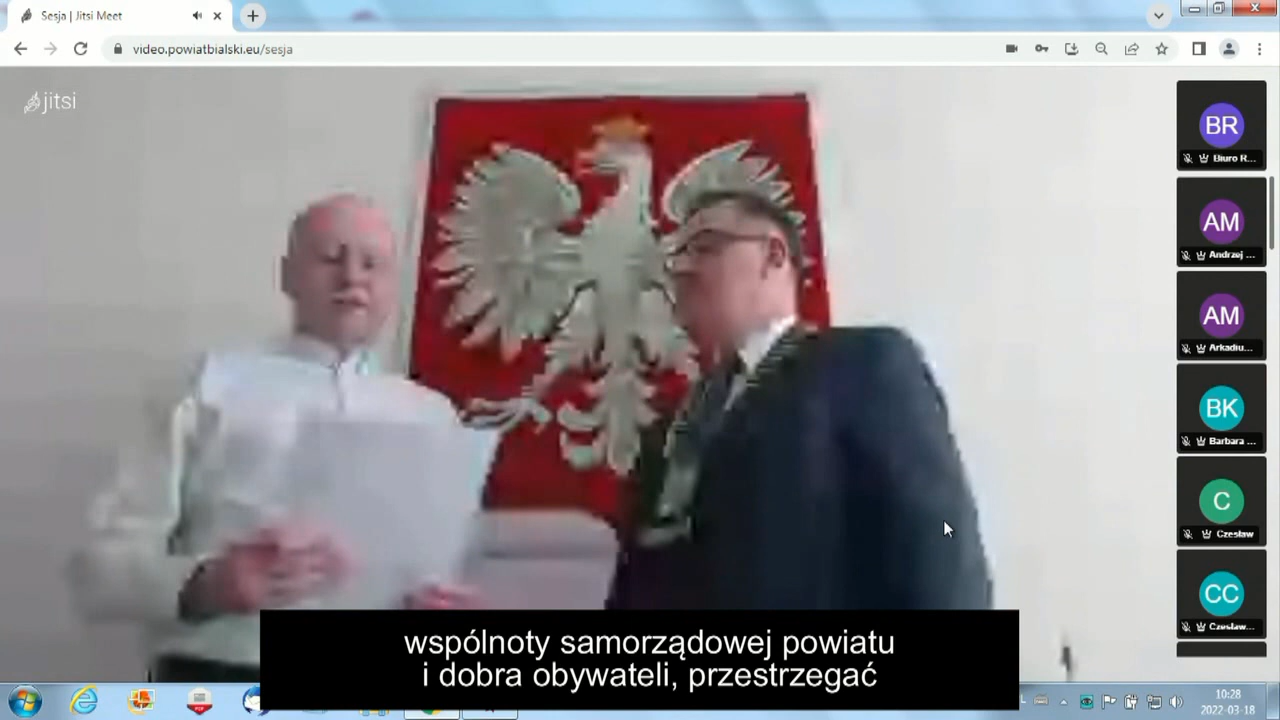 Sesja | Jitsi Meet
video.powiatbialski.eu/sesja
jitsi
BR
Biuro R...
AM
Andrzej ...
AM
Arkadiu...
BK
Barbara ...
C
Czesław
CC
Czesław...
wspólnoty samorządowej powiatu
i dobra obywateli, przestrzegać
10:28
2022-03-18